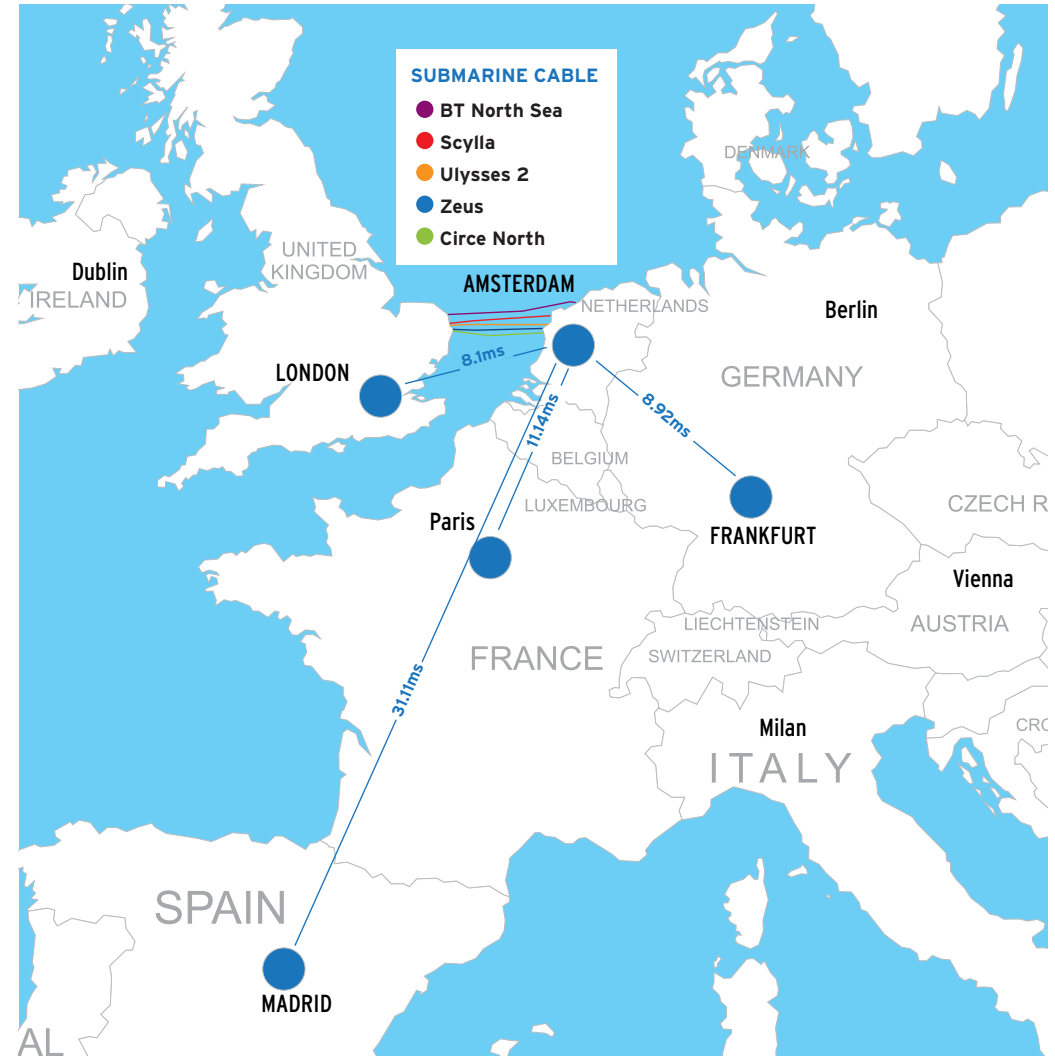 SUBMARINE CABLE
BT North Sea
Scylla
Ulysses 2
Zeus
Circe North
DENMARK
UNITED
KINGDOM
Dublin
IRELAND
AMSTERDAM
NETHERLANDS
Berlin
8.1ms
LONDON
GERMANY
8.92ms
11.14ms
BELGIUM
LUXEMBOURG
CZECH R
Paris
FRANKFURT
Vienna
LIECHTENSTEIN
AUSTRIA
FRANCE
SWITZERLAND
31.11ms
Milan
CRO
ITALY
SPAIN
MADRID
AL